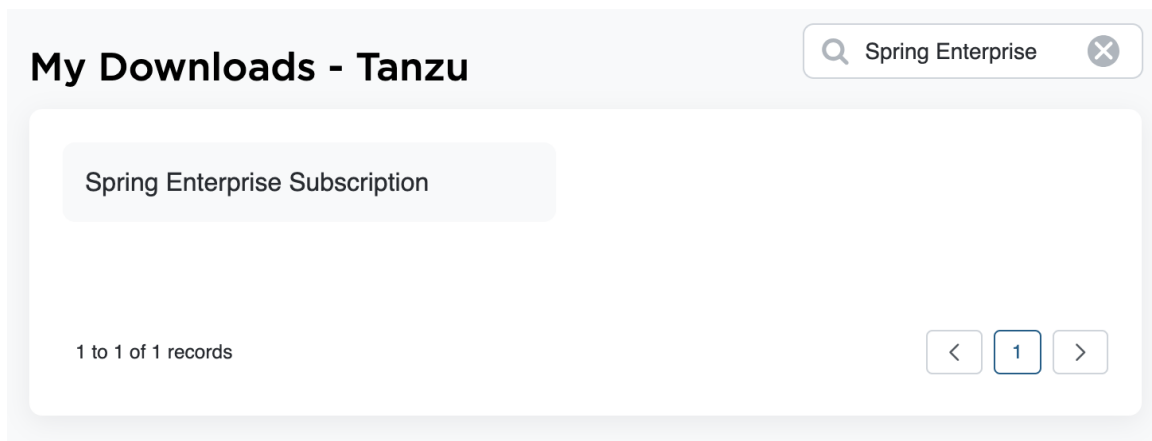 My Downloads - Tanzu
Spring Enterprise
Spring Enterprise Subscription
1 to 1 of 1 records
1